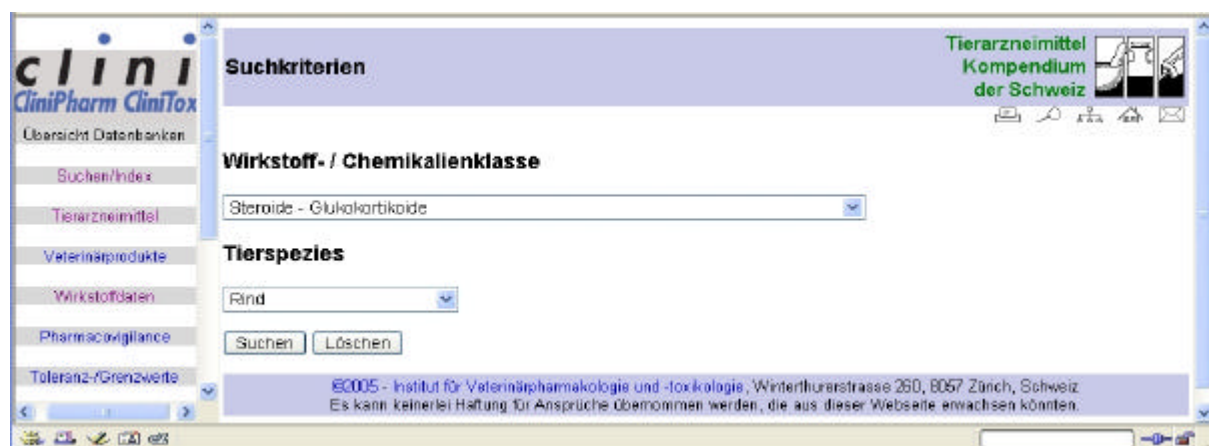 clini
CliniPharm CliniTox
Übersicht Datenbanken
Suchen/Index
Tierarzneimittel
Veterinärprodukte
Wirkstoffdaten
Pharmacovigilance
Toleranz-/Grenzwerte
Suchkriterien
Tierarzneimittel
Kompendium
der Schweiz
Wirkstoff- / Chemikalienklasse
Steroide - Glukokortikoide
Tierspezies
Rind
Suchen Löschen
©2005 - Institut für Veterinärpharmakologie und -toxikologie, Winterthurerstrasse 260, 8057 Zürich, Schweiz
Es kann keinerlei Haftung für Ansprüche übernommen werden, die aus dieser Webseite erwachsen könnten.